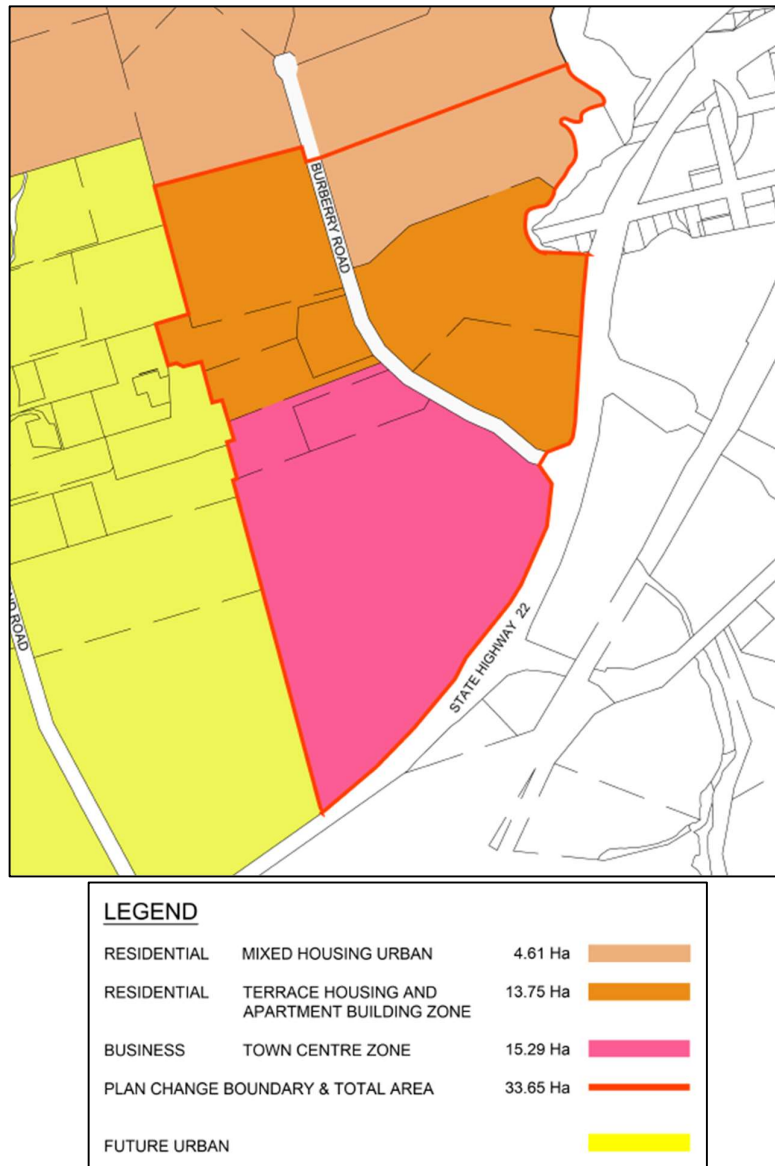 BURBERRY ROAD
ROAD
STATE HIGHWAY 22
LEGEND
RESIDENTIAL MIXED HOUSING URBAN 4.61 Ha
RESIDENTIAL TERRACE HOUSING AND 13.75 Ha
APARTMENT BUILDING ZONE
BUSINESS TOWN CENTRE ZONE 15.29 Ha
PLAN CHANGE BOUNDARY & TOTAL AREA 33.65 Ha
FUTURE URBAN